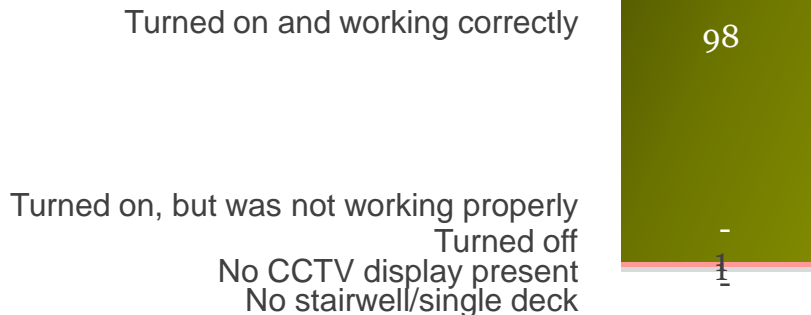 Turned on and working correctly
98
Turned on, but was not working properly
-
Turned off
1
No CCTV display present
1
-
No stairwell/single deck